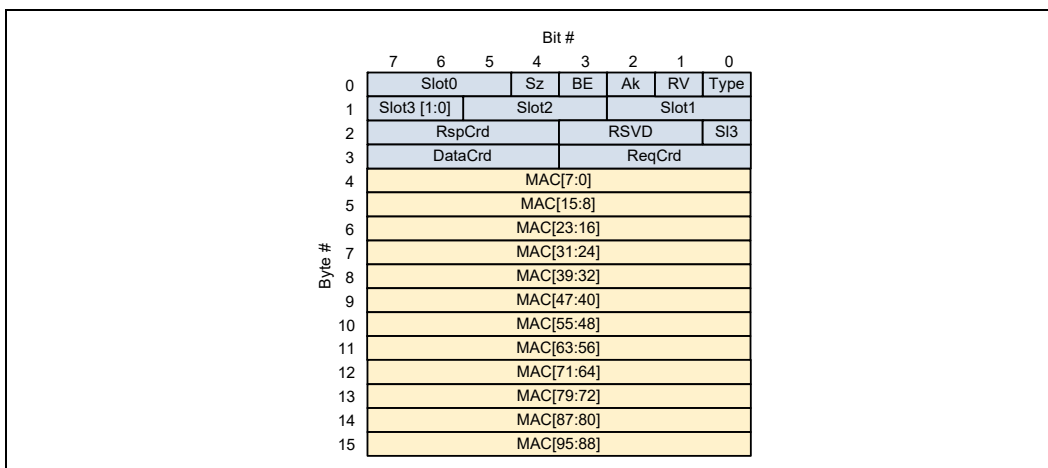 Bit #
7 6 5 4 3 2 1 0
0 Slot0 Sz BE Ak RV Type
1 Slot3 [1:0] Slot2 Slot1
2 RspCrd RSVD Sl3
3 DataCrd ReqCrd
4 MAC[7:0]
5 MAC[15:8]
6 MAC[23:16]
7 MAC[31:24]
8 MAC[39:32]
9 MAC[47:40]
10 MAC[55:48]
11 MAC[63:56]
12 MAC[71:64]
13 MAC[79:72]
14 MAC[87:80]
15 MAC[95:88]
Byte #